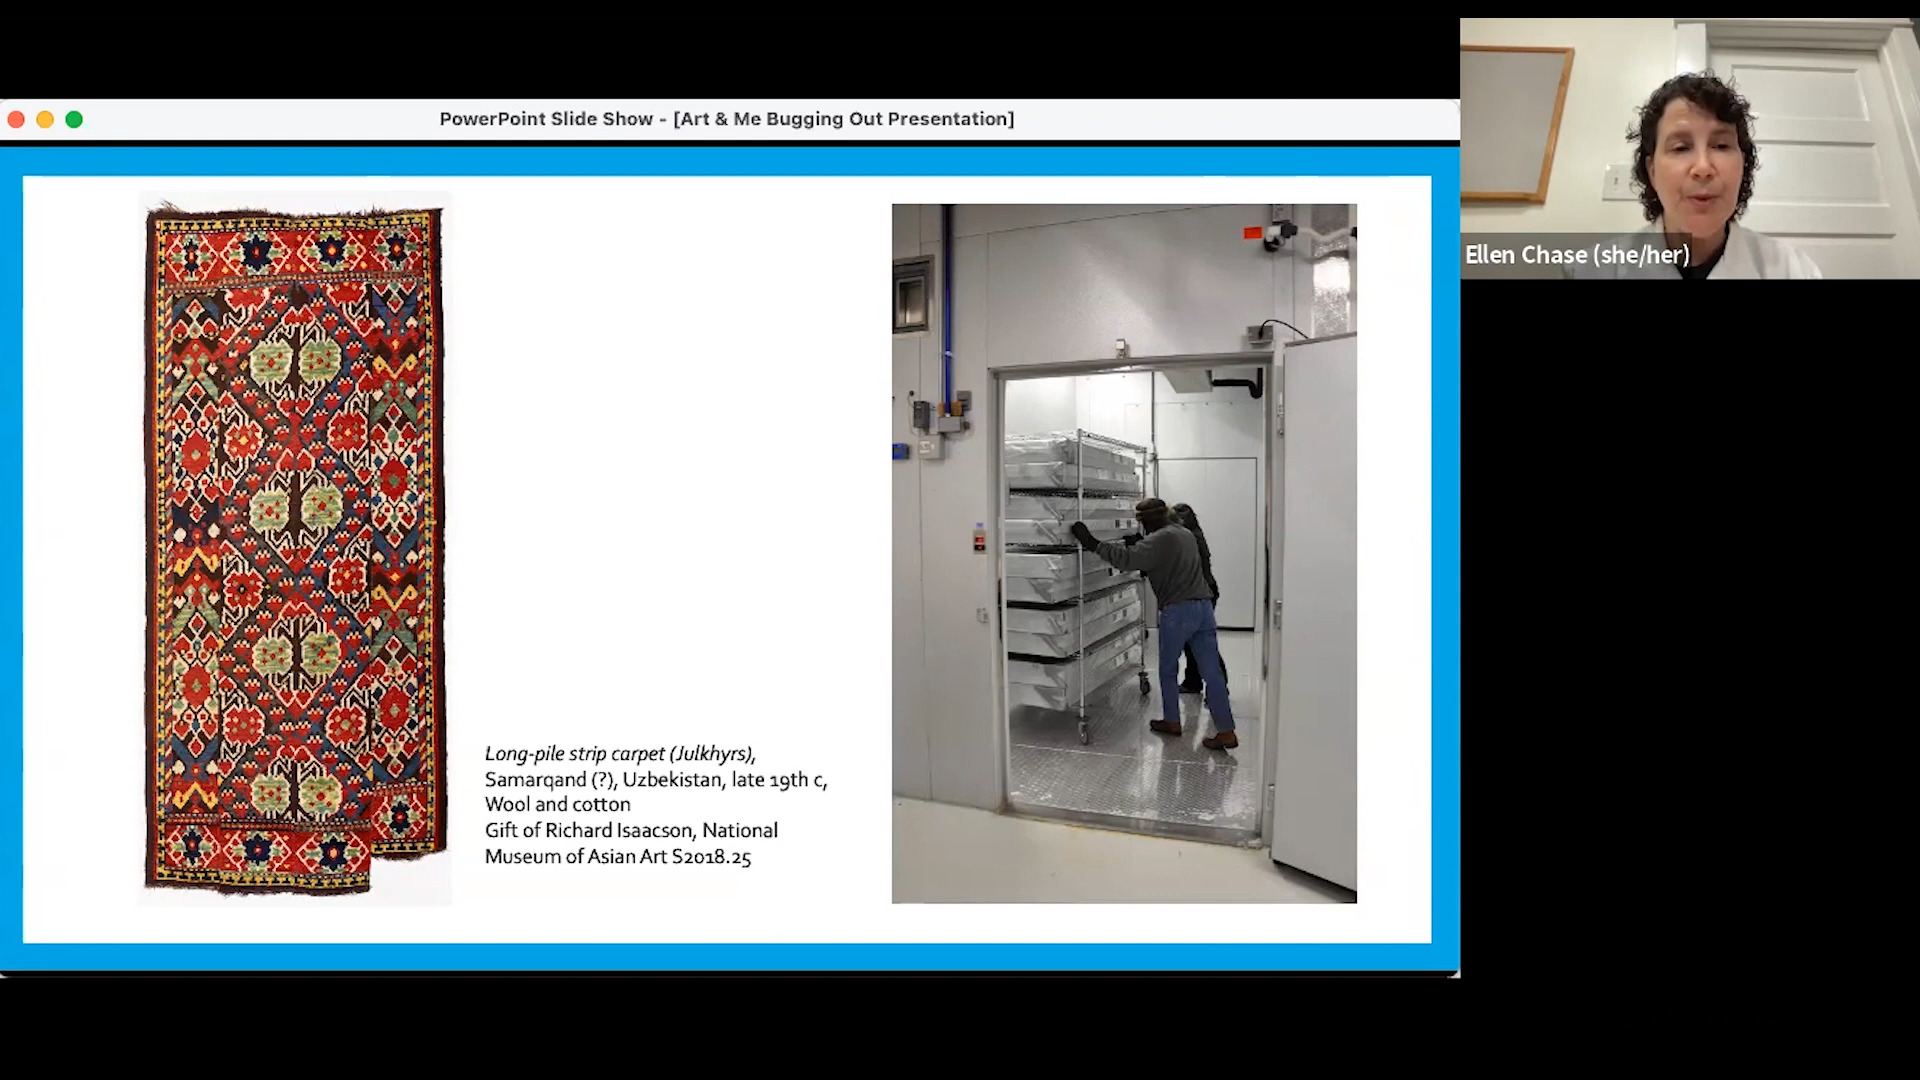 PowerPoint Slide Show - [Art & Me Bugging Out Presentation]
Ellen Chase (she/her)
Long-pile strip carpet (Julkhyrs),
Samarqand (?), Uzbekistan, late 19th c,
Wool and cotton
Gift of Richard Isaacson, National
Museum of Asian Art S2018.25